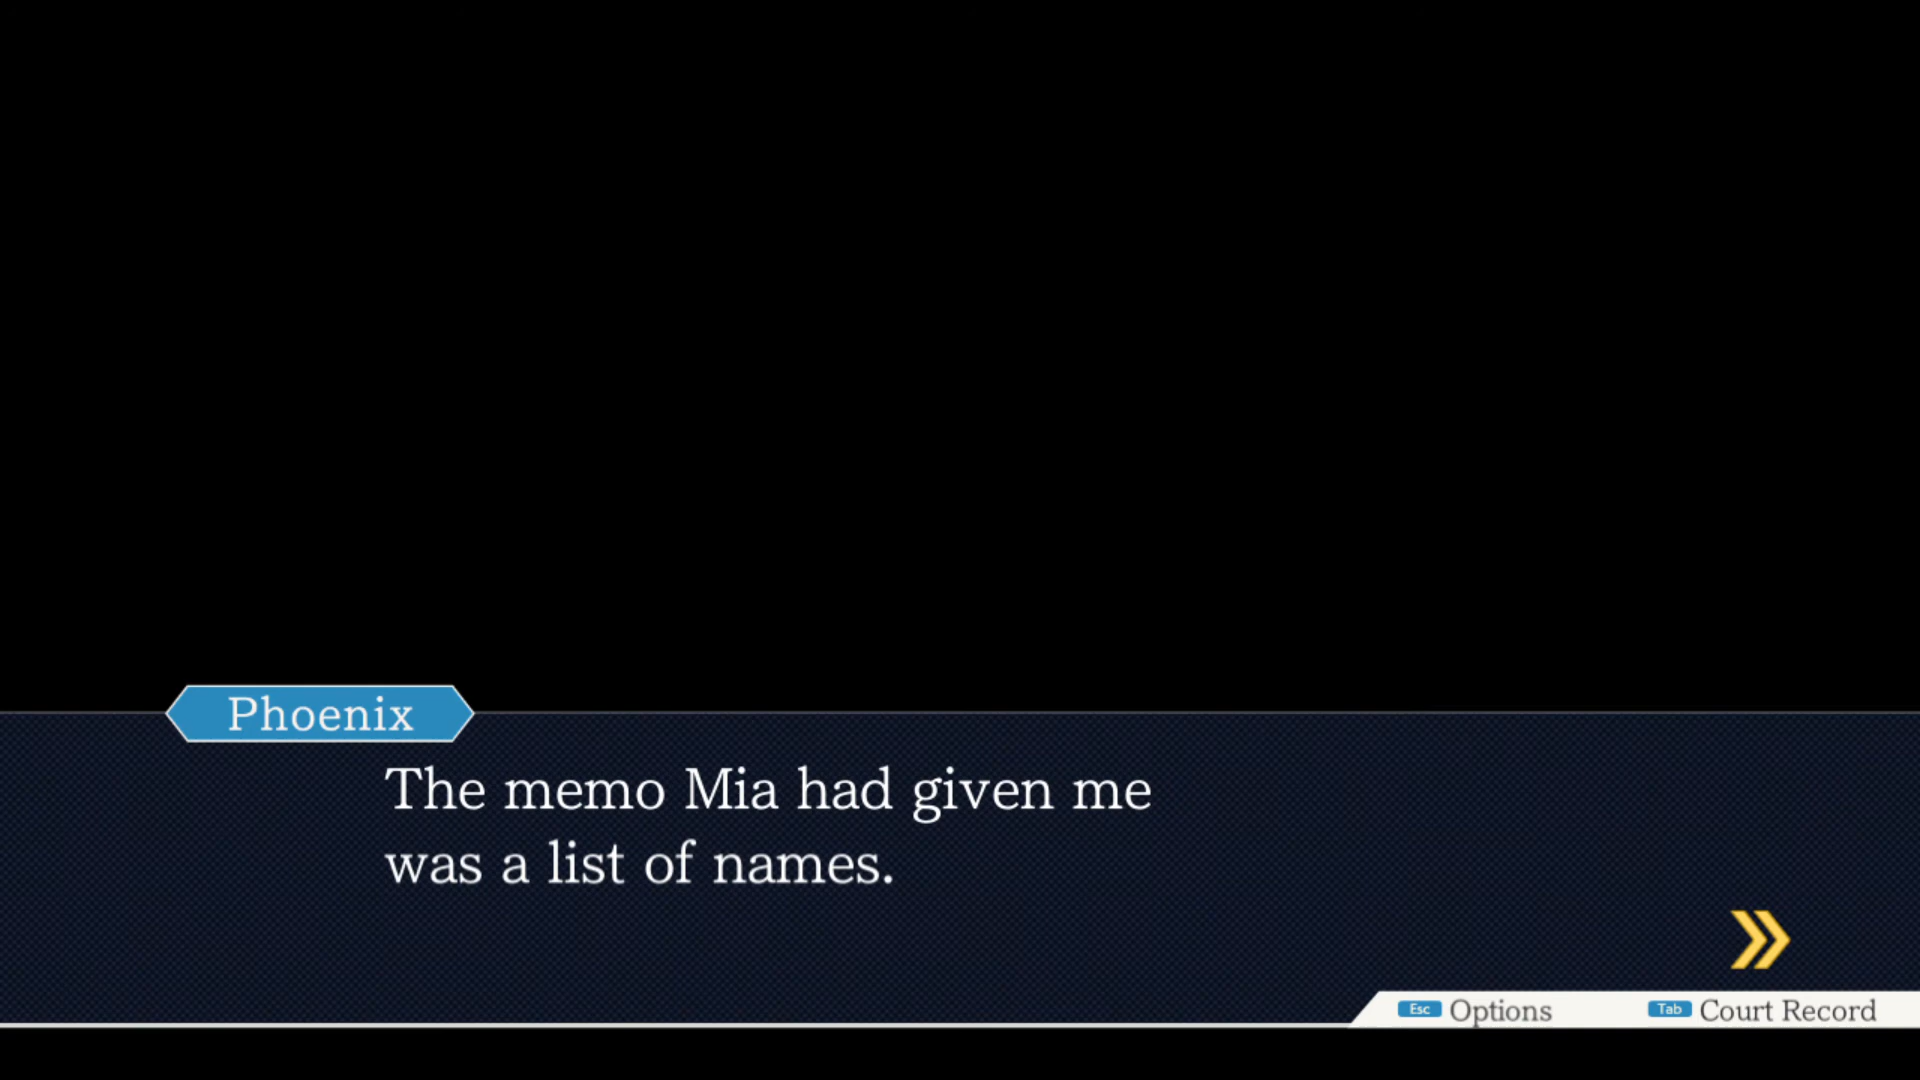 Phoenix
The memo Mia had given me
was a list of names.
Esc Options Tab Court Record